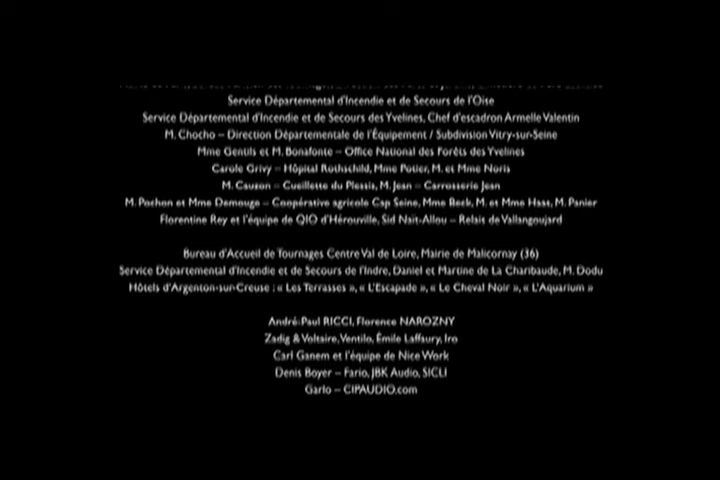 Service Départemental d'Incendie et de Secours de l'Oise
Service Départemental d'Incendie et de Secours des Yvelines, Chef d'escadron Armelle Valentin
M. Chocho – Direction Départementale de l'Équipement / Subdivision Vitry-sur-Seine
Mme Gentils et M. Bonafonte – Office National des Forêts des Yvelines
Carole Grivy – Hôpital Rothschild, Mme Potier, M. et Mme Noris
M. Causon – Cueillette du Plessis, M. Jean – Carrosserie Jean
M. Pochon et Mme Demouge – Coopérative agricole Cap Seine, Mme Beck, M. et Mme Haat, M. Panier
Florentine Rey et l'équipe de QIO d'Hérouville, Sid Nait-Allou – Relais de Vallangoujard
Bureau d'Accueil de Tournages Centre Val de Loire, Mairie de Malicornay (36)
Service Départemental d'Incendie et de Secours de l'Indre, Daniel et Martine de La Charibaude, M. Dodu
Hôtels d'Argenton-sur-Creuse : « Les Terrasses », « L'Escapade », « Le Cheval Noir », « L'Aquarium »
André-Paul RICCI, Florence NAROZNY
Zadig & Voltaire, Ventilo, Émile Laffaury, Iro
Carl Ganem et l'équipe de Nice Work
Denis Boyer – Fario, JBK Audio, SICLI
Garlo – CIPAUDIO.com